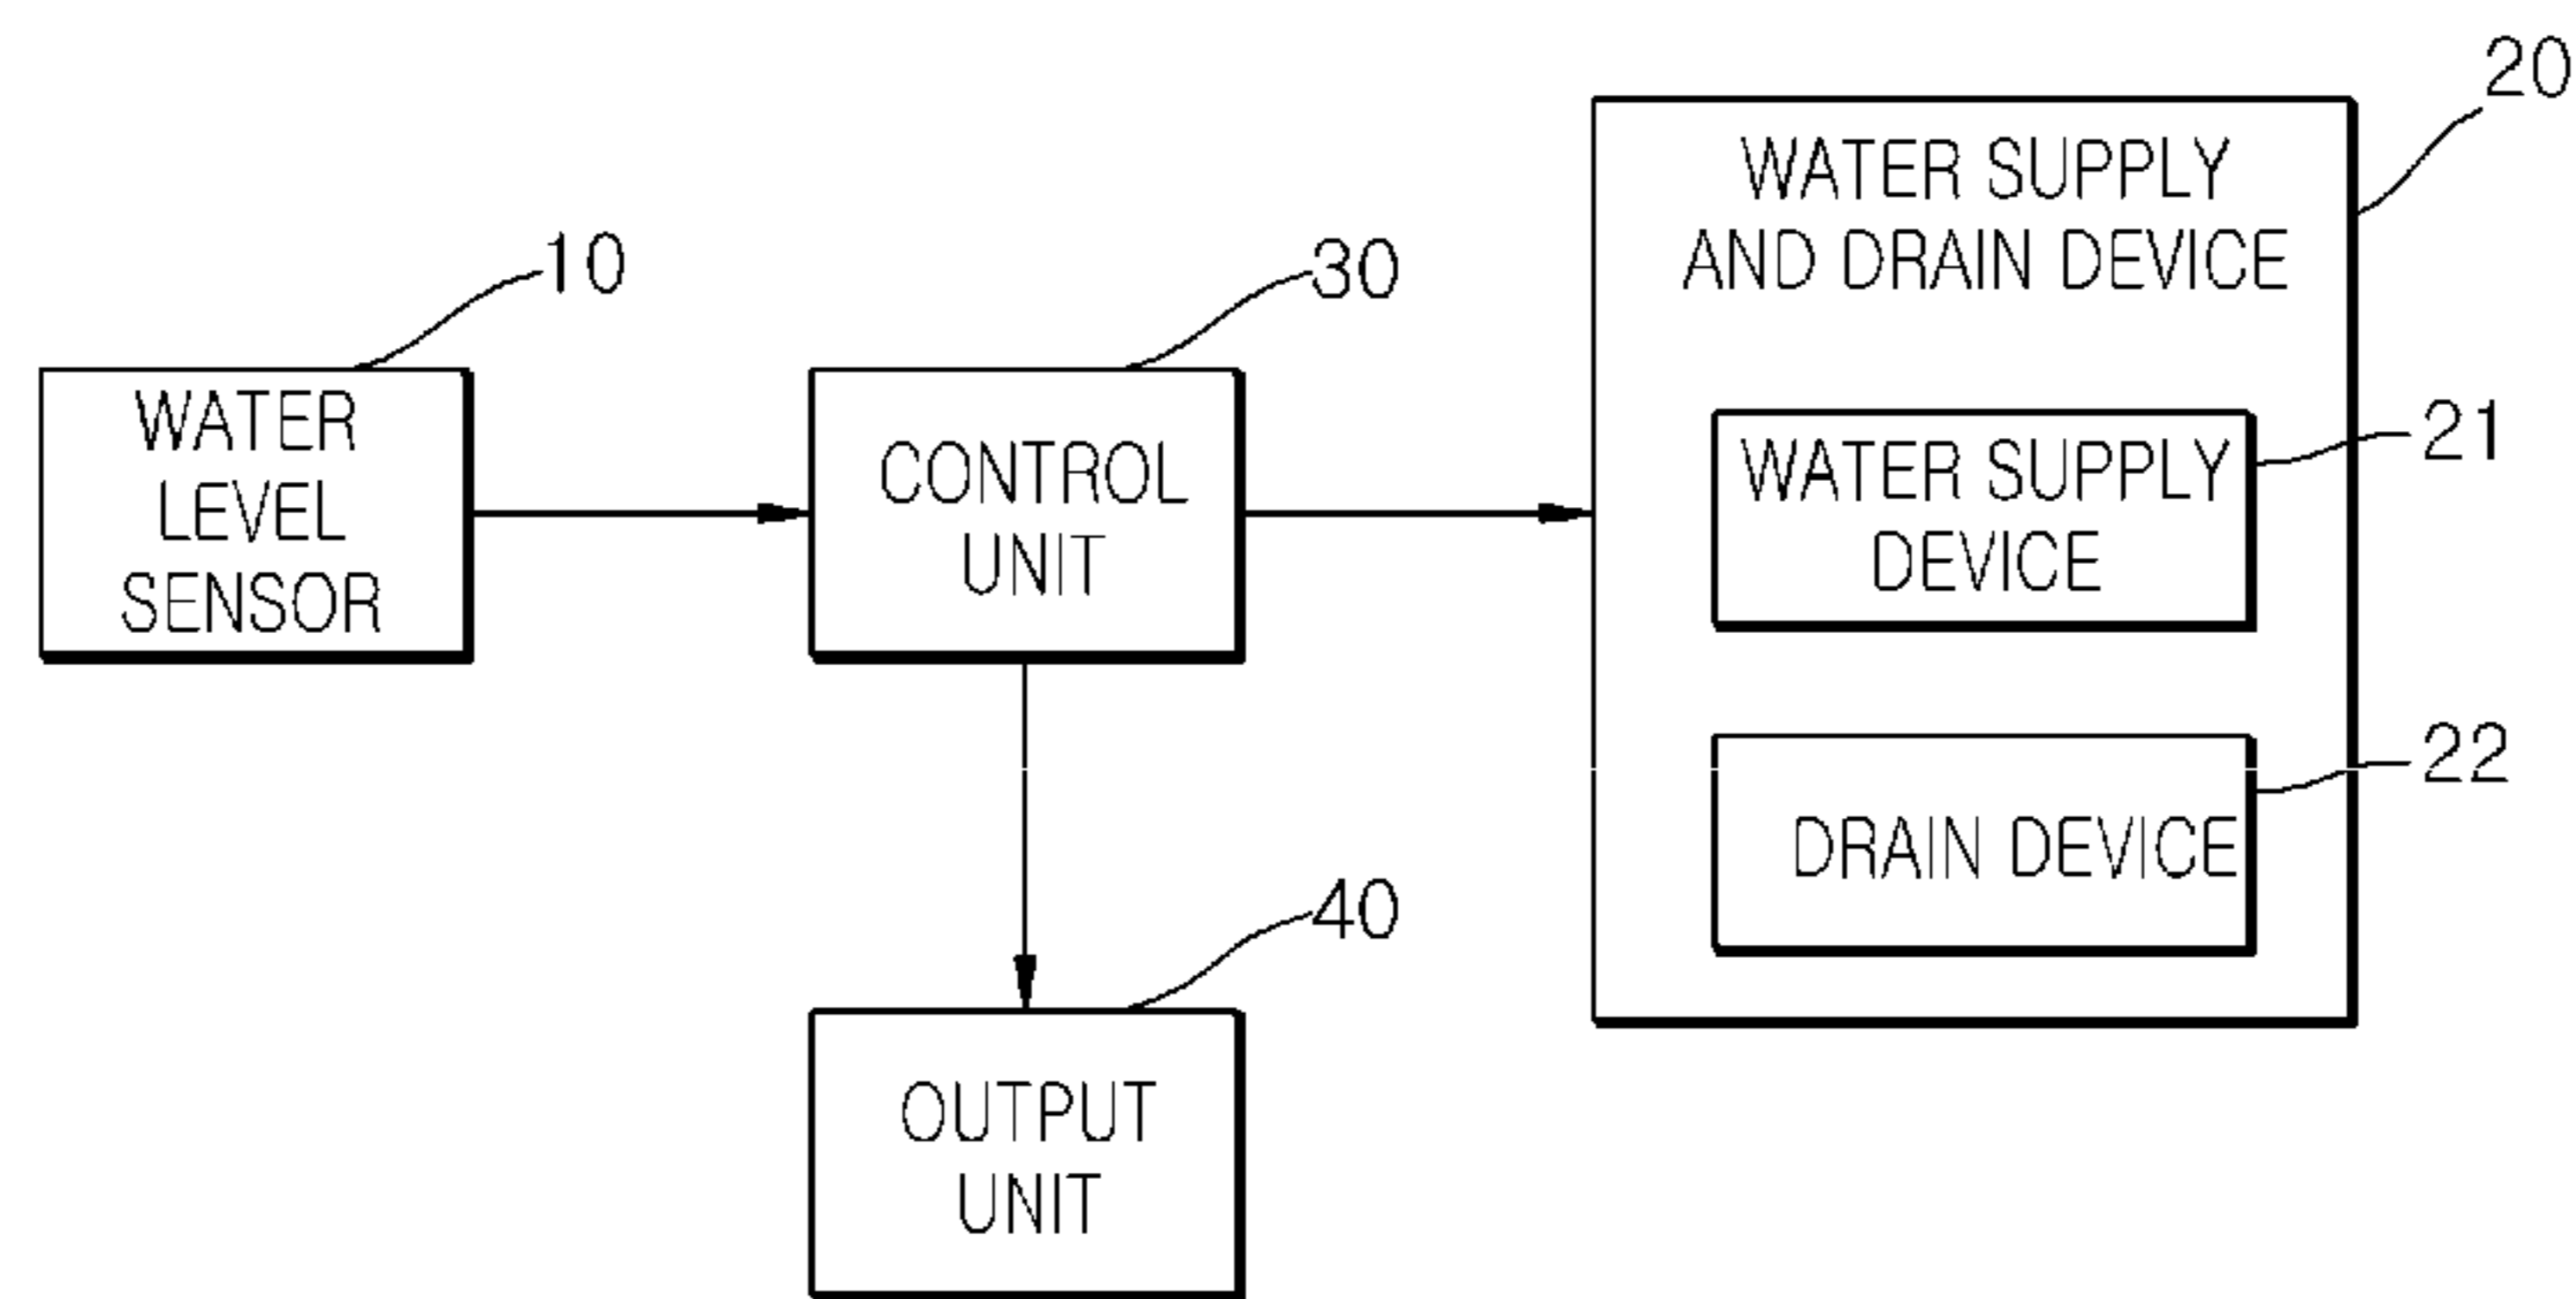 20
WATER SUPPLY
AND DRAIN DEVICE
10
30
WATER
LEVEL
SENSOR
CONTROL
UNIT
21
WATER SUPPLY
DEVICE
22
DRAIN DEVICE
40
OUTPUT
UNIT